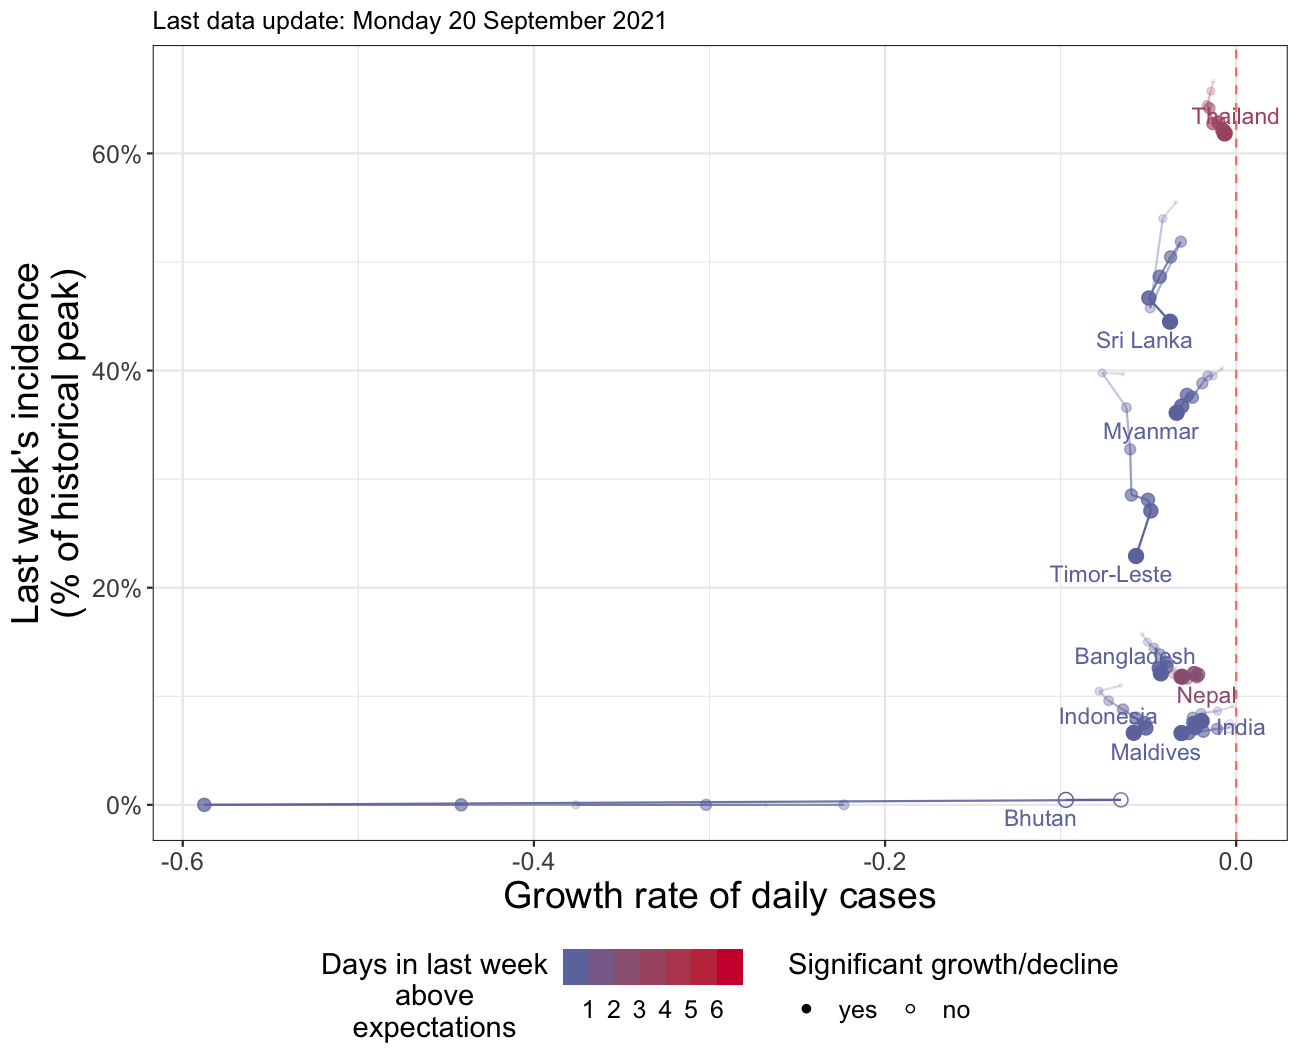 Last data update: Monday 20 September 2021
Last week's incidence
(% of historical peak)
60%
40%
20%
0%
Thailand
Sri Lanka
Myanmar
Timor-Leste
Bangladesh
Nepal
Indonesia
India
Maldives
Bhutan
-0.6
-0.4
-0.2
0.0
Growth rate of daily cases
Days in last week
above
expectations
1 2 3 4 5 6
Significant growth/decline
yes no